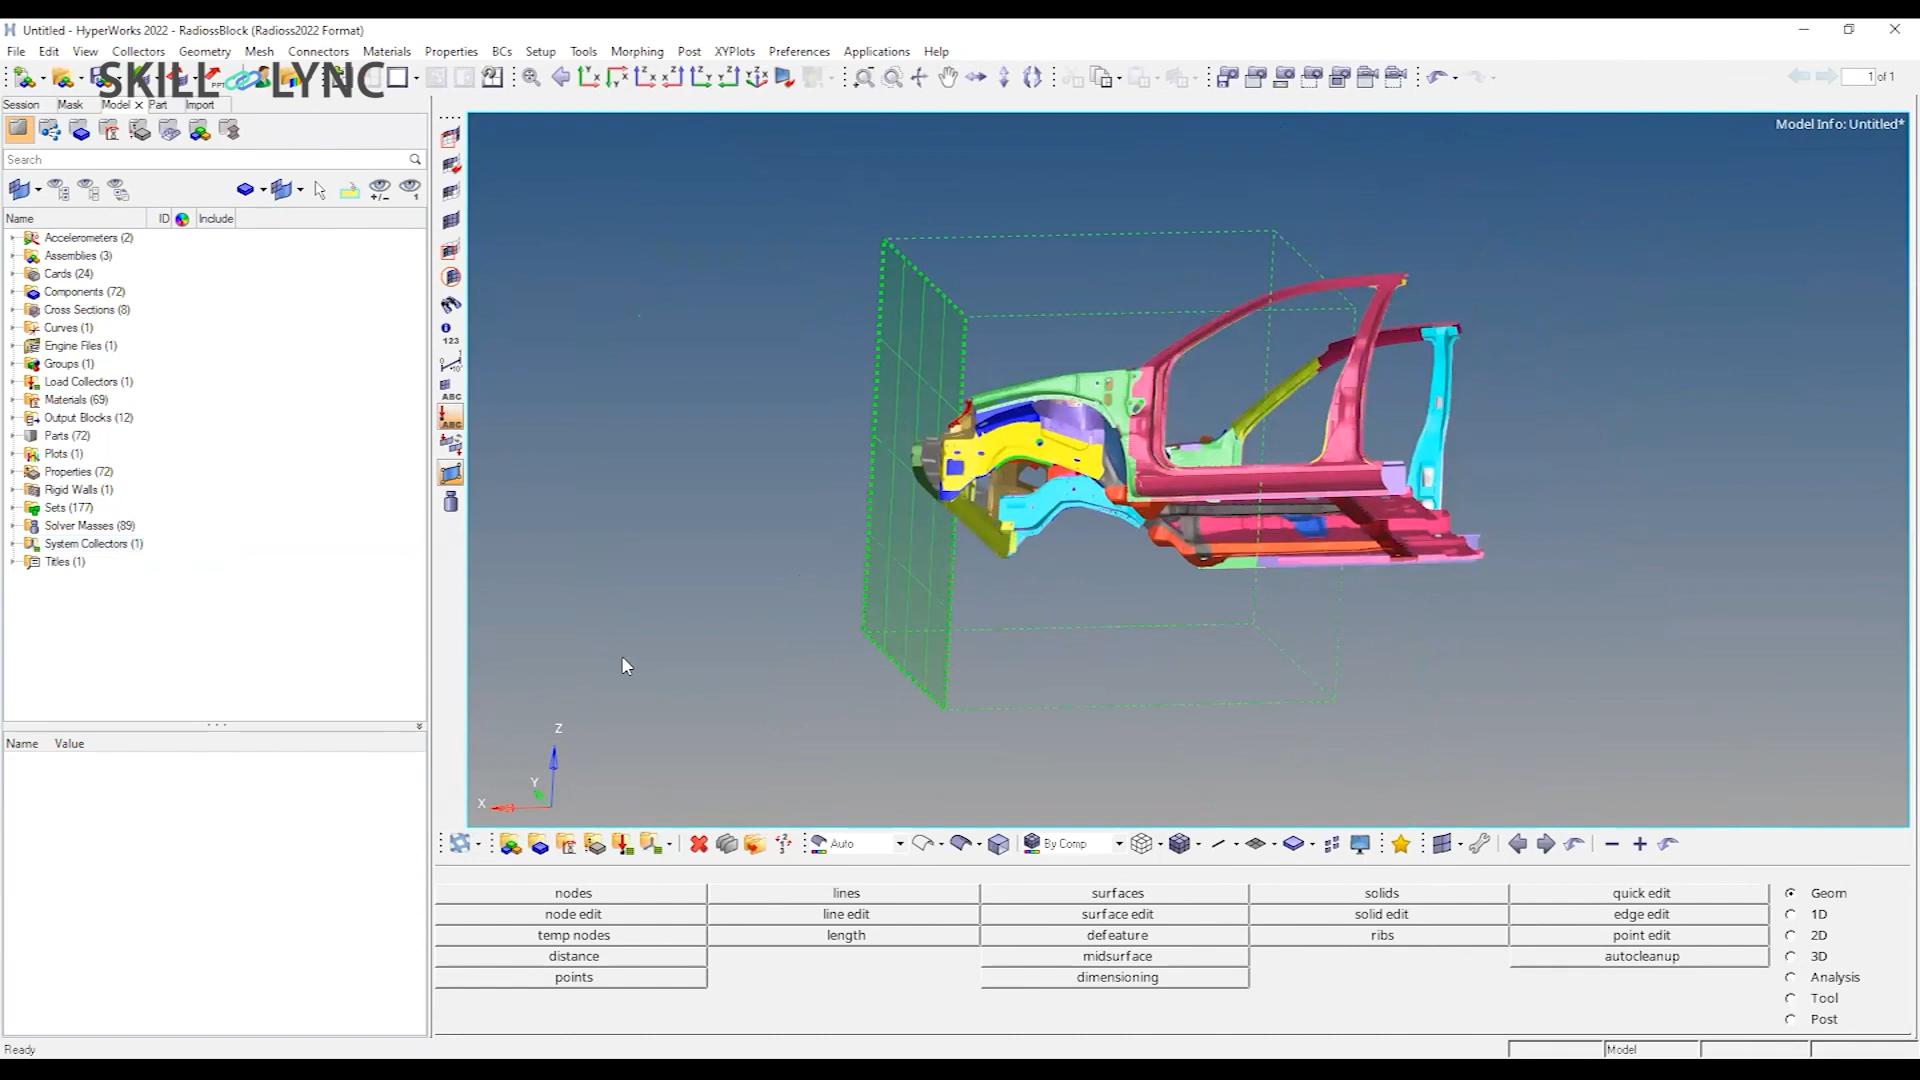 Untitled - HyperWorks 2022 - RadiossBlock (Radioss2022 Format)
File Edit View Collectors Geometry Mesh Connectors Materials Properties BCs Setup Tools Morphing Post XYPlots Preferences Applications Help
SKILL LYNC
1 of 1
Session Mask Model Part Import
Model Info: Untitled*
Search
Name ID Include
Accelerometers (2)
Assemblies (3)
Cards (24)
Components (72)
Cross Sections (8)
Curves (1)
Engine Files (1)
Groups (1)
Load Collectors (1)
Materials (69)
Output Blocks (12)
Parts (72)
Plots (1)
Properties (72)
Rigid Walls (1)
Sets (177)
Solver Masses (89)
System Collectors (1)
Titles (1)
123
ABC
ABC
Name Value
Z
Y
X
Auto By Comp
nodes lines surfaces solids quick edit Geom
node edit line edit surface edit solid edit edge edit 1D
temp nodes length defeature ribs point edit 2D
distance midsurface autocleanup 3D
points dimensioning Analysis
Tool
Post
Ready Model